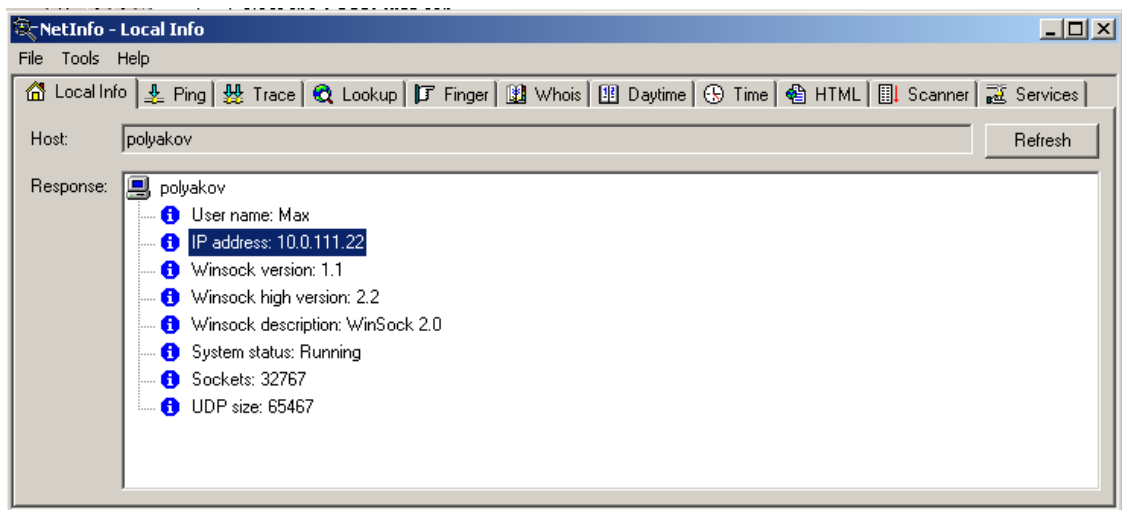 NetInfo - Local Info
File Tools Help
Local Info Ping Trace Lookup Finger Whois Daytime Time HTML Scanner Services
Host: polyakov Refresh
Response: polyakov
User name: Max
IP address: 10.0.111.22
Winsock version: 1.1
Winsock high version: 2.2
Winsock description: WinSock 2.0
System status: Running
Sockets: 32767
UDP size: 65467